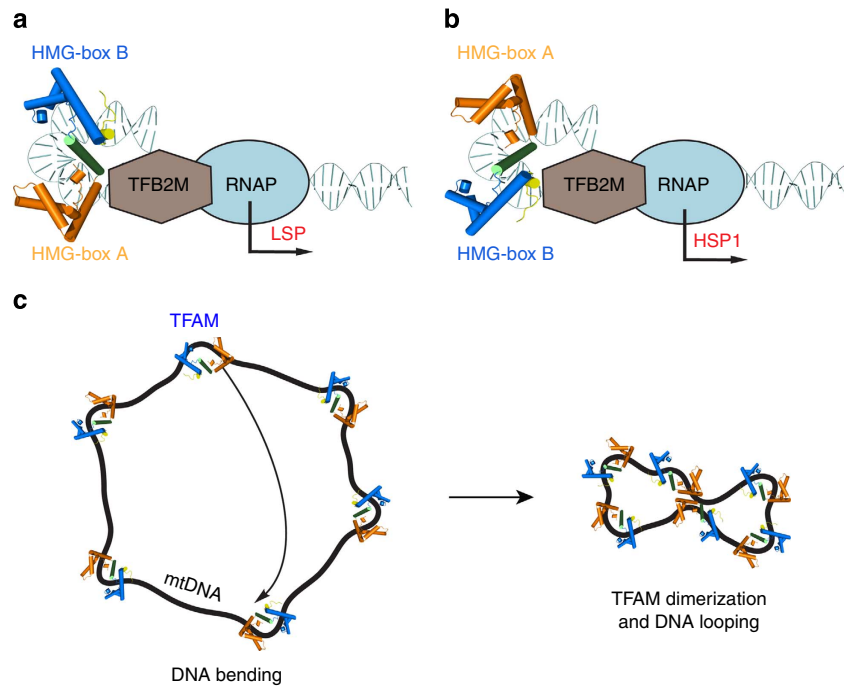 a
HMG-box B
TFB2M
RNAP
LSP
HMG-box A
b
HMG-box A
TFB2M
RNAP
HSP1
HMG-box B
c
TFAM
mtDNA
DNA bending
TFAM dimerization
and DNA looping